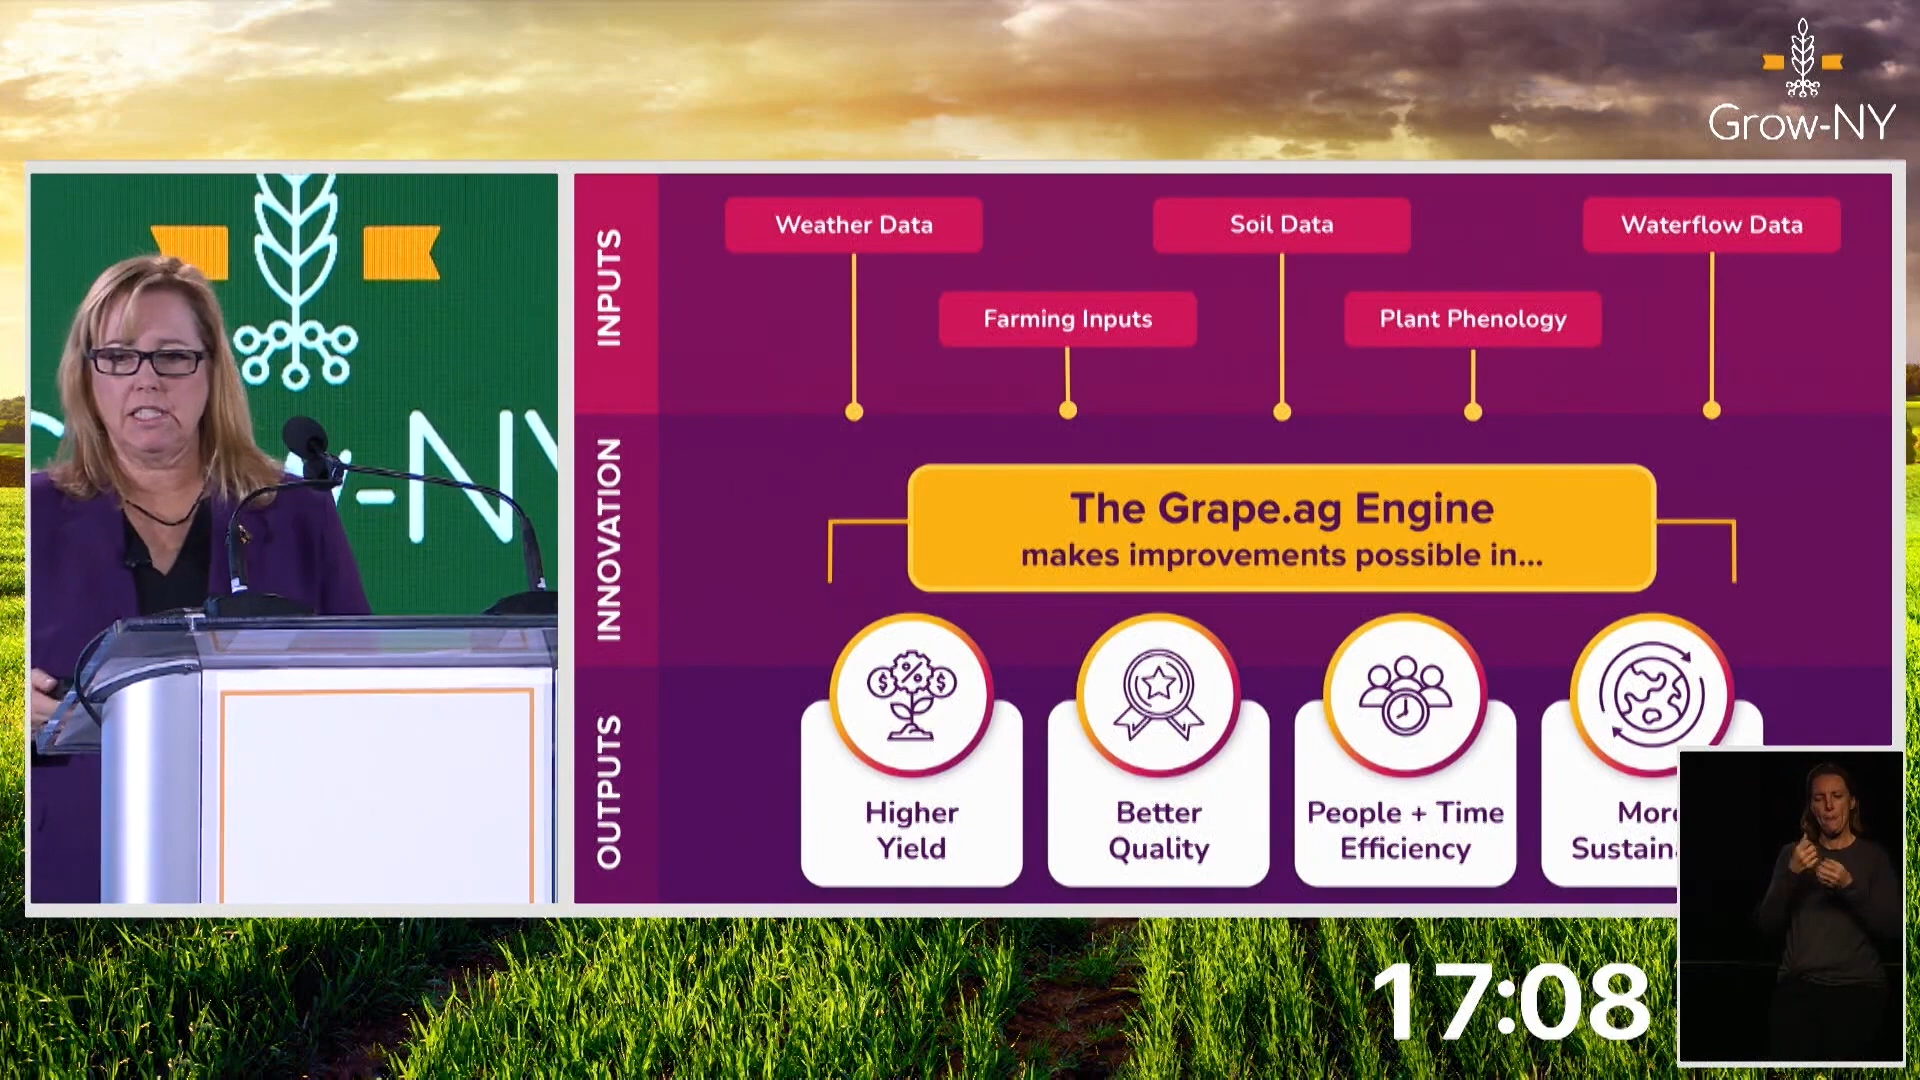 Grow-NY
INPUTS
Weather Data
Soil Data
Waterflow Data
Farming Inputs
Plant Phenology
INNOVATION
The Grape.ag Engine
makes improvements possible in...
OUTPUTS
Higher
Yield
Better
Quality
People + Time
Efficiency
-N
17:08